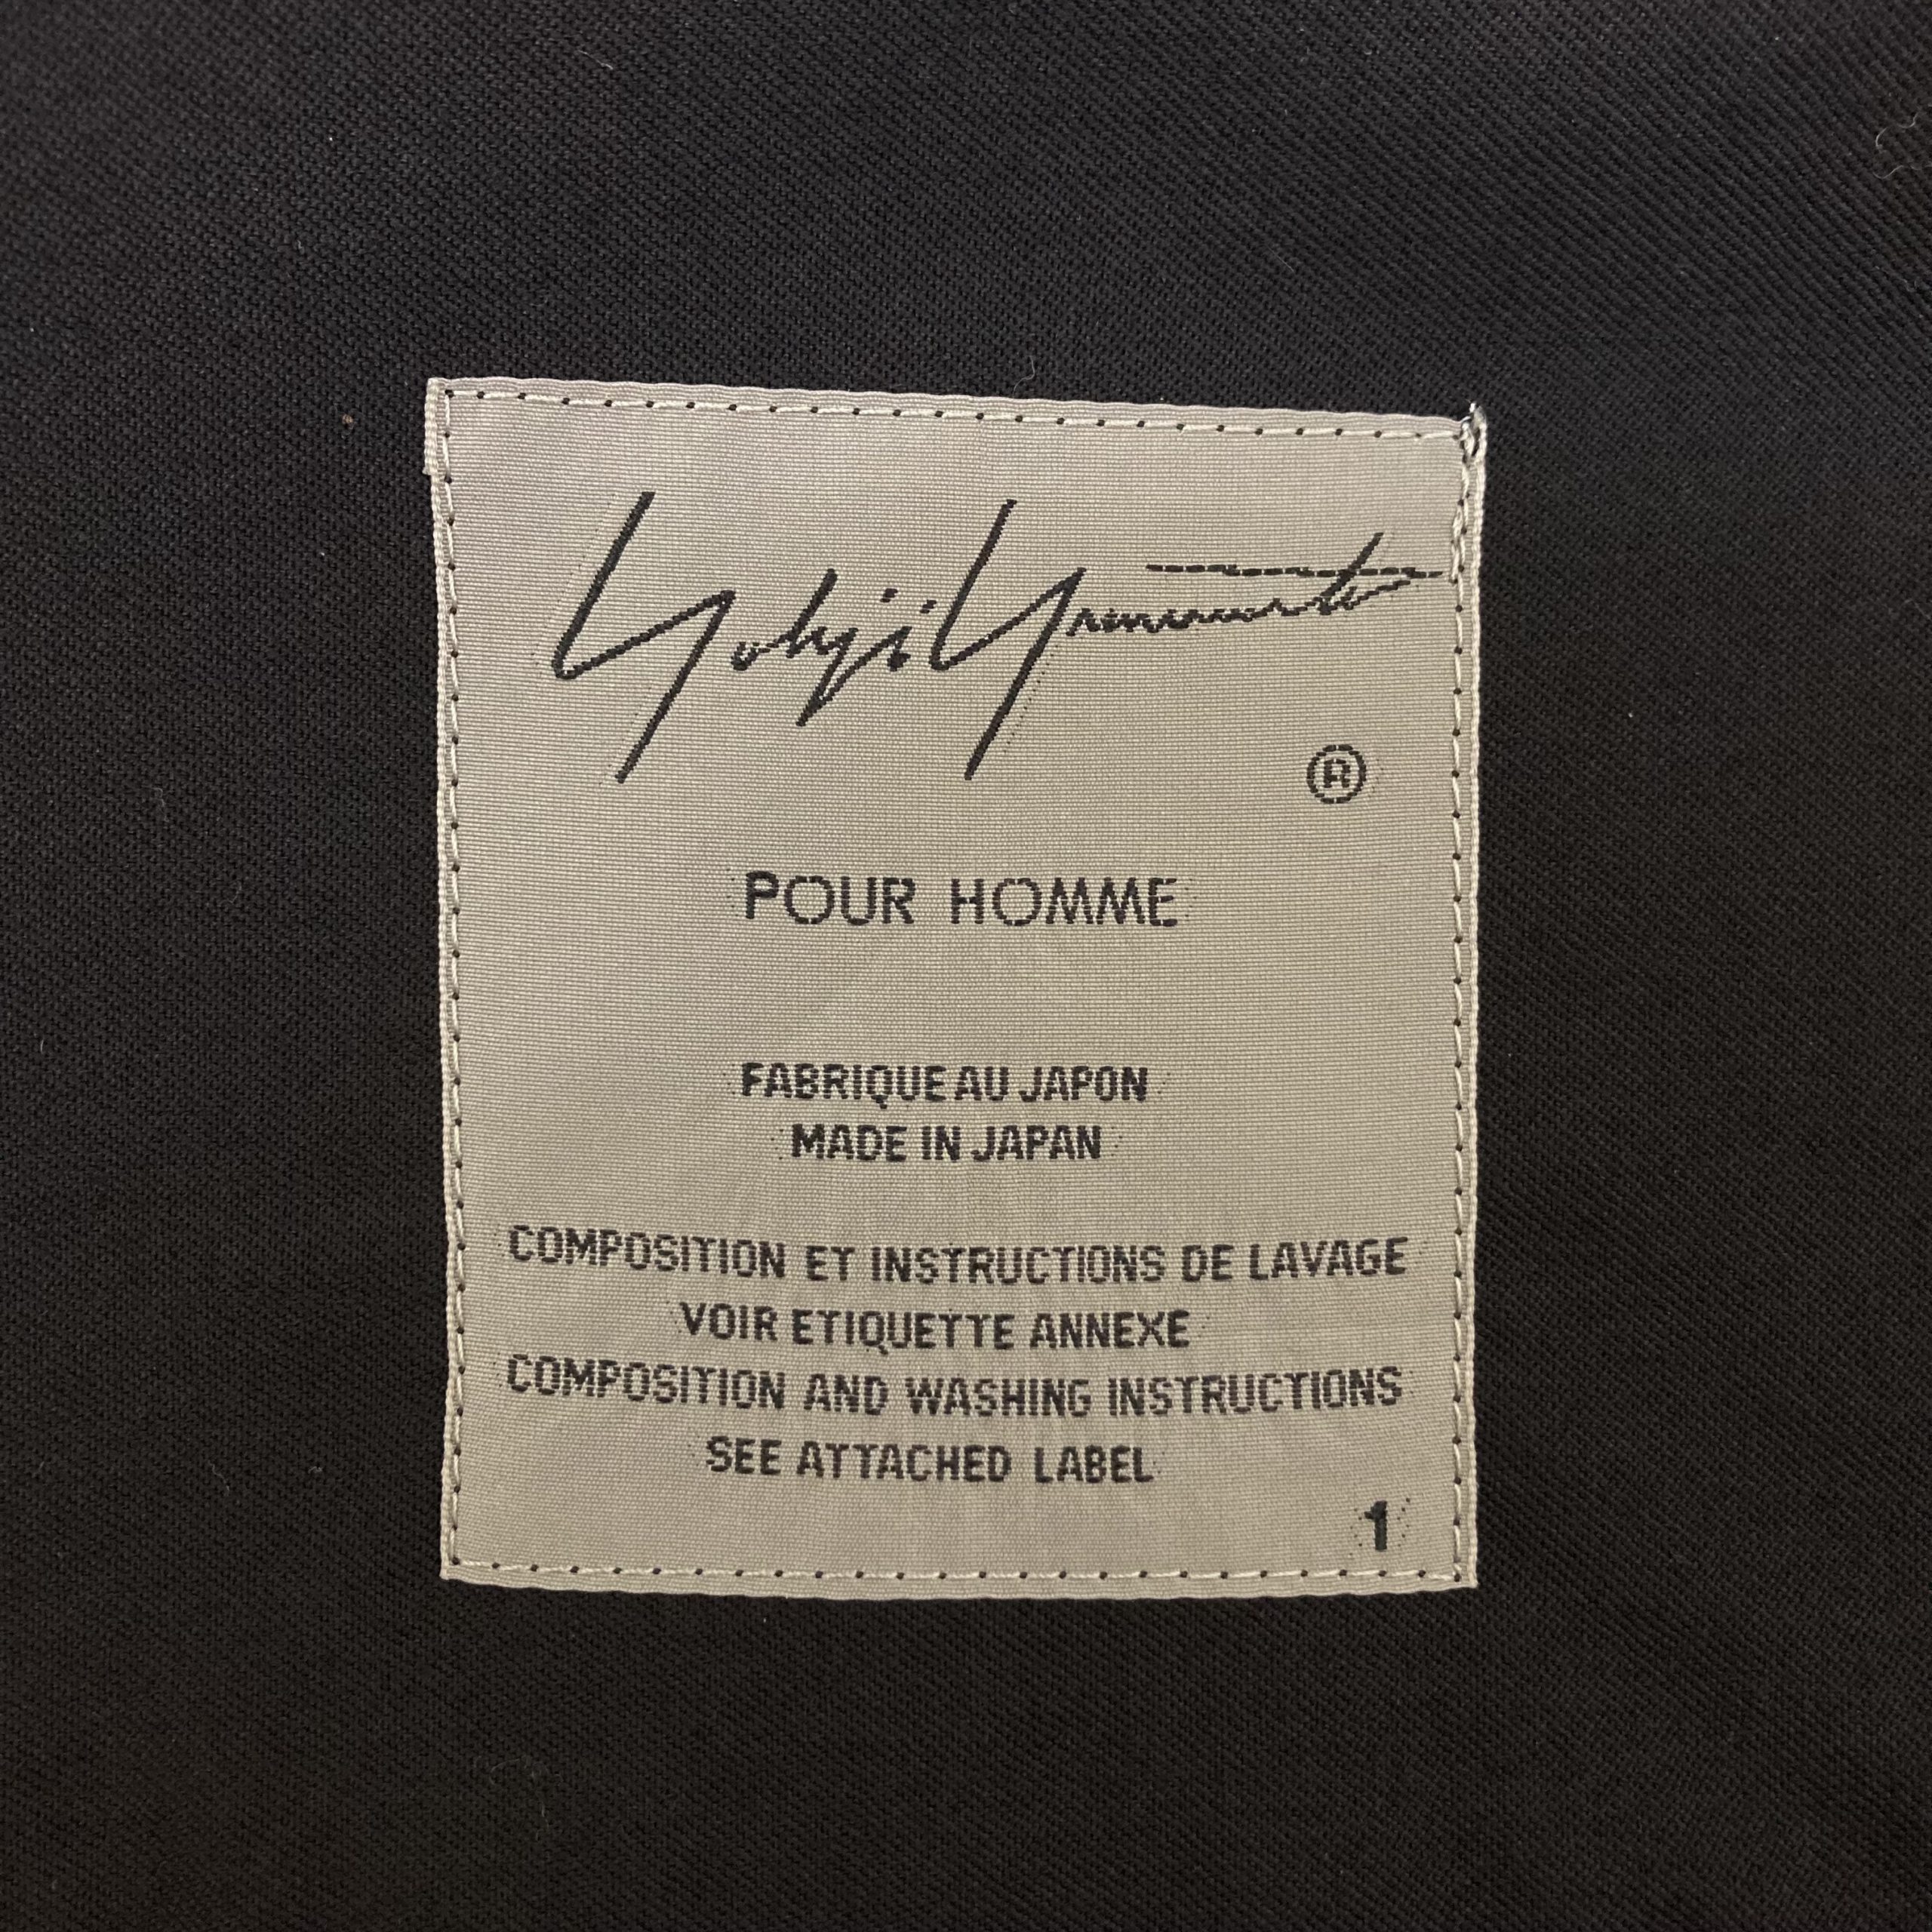 Yohji Yamamoto
®
POUR HOMME
FABRIQUE AU JAPON
MADE IN JAPAN
COMPOSITION ET INSTRUCTIONS DE LAVAGE
VOIR ETIQUETTE ANNEXE
COMPOSITION AND WASHING INSTRUCTIONS
SEE ATTACHED LABEL
1